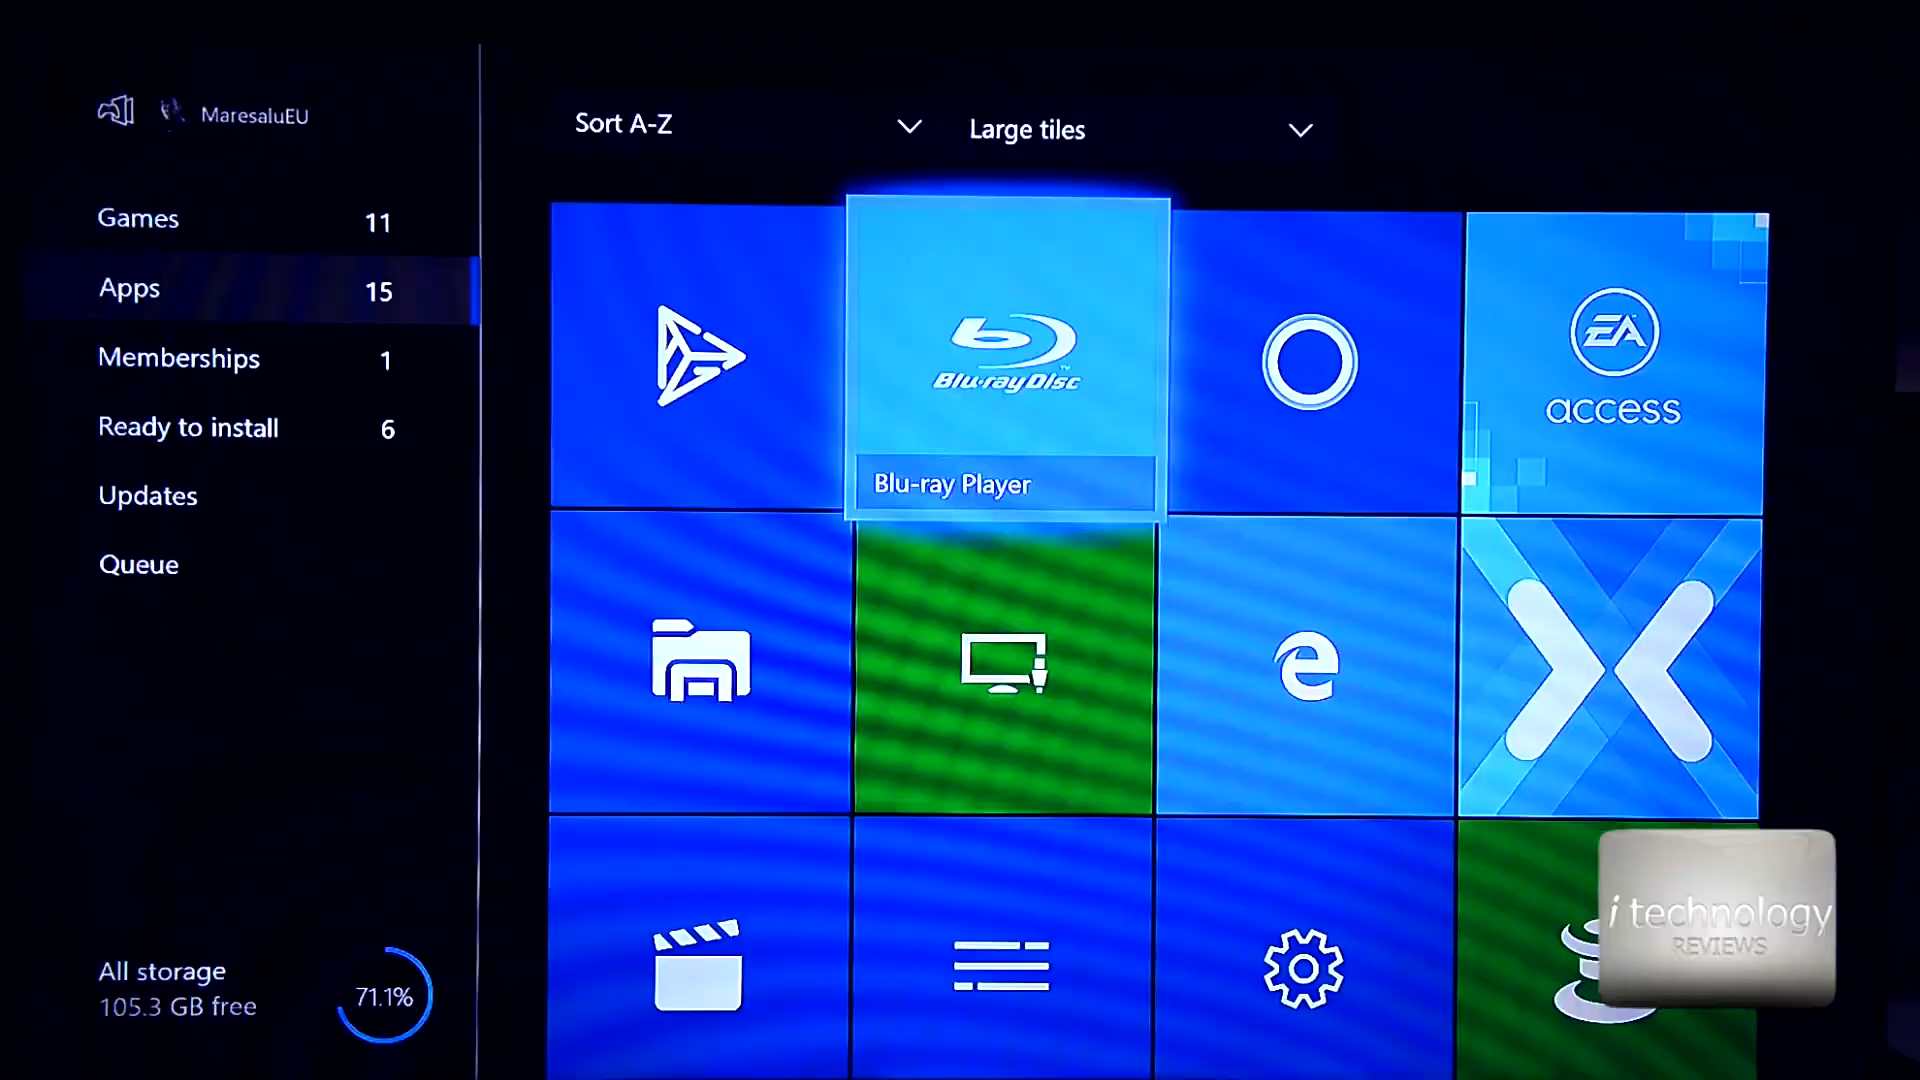 MaresaluEU
Games 11
Apps 15
Memberships 1
Ready to install 6
Updates
Queue
All storage
105.3 GB free
71.1%
Sort A-Z
Large tiles
Blu-ray Disc
TM
Blu-ray Player
EA
access
i technology
REVIEWS